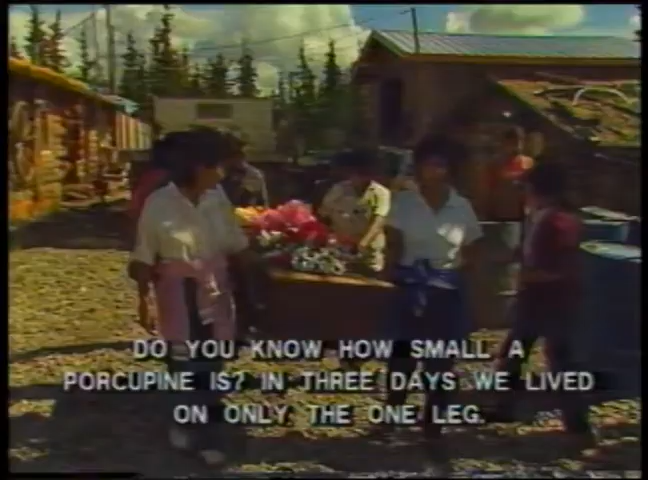 DO YOU KNOW HOW SMALL A
PORCUPINE IS? IN THREE DAYS WE LIVED
ON ONLY THE ONE LEG.